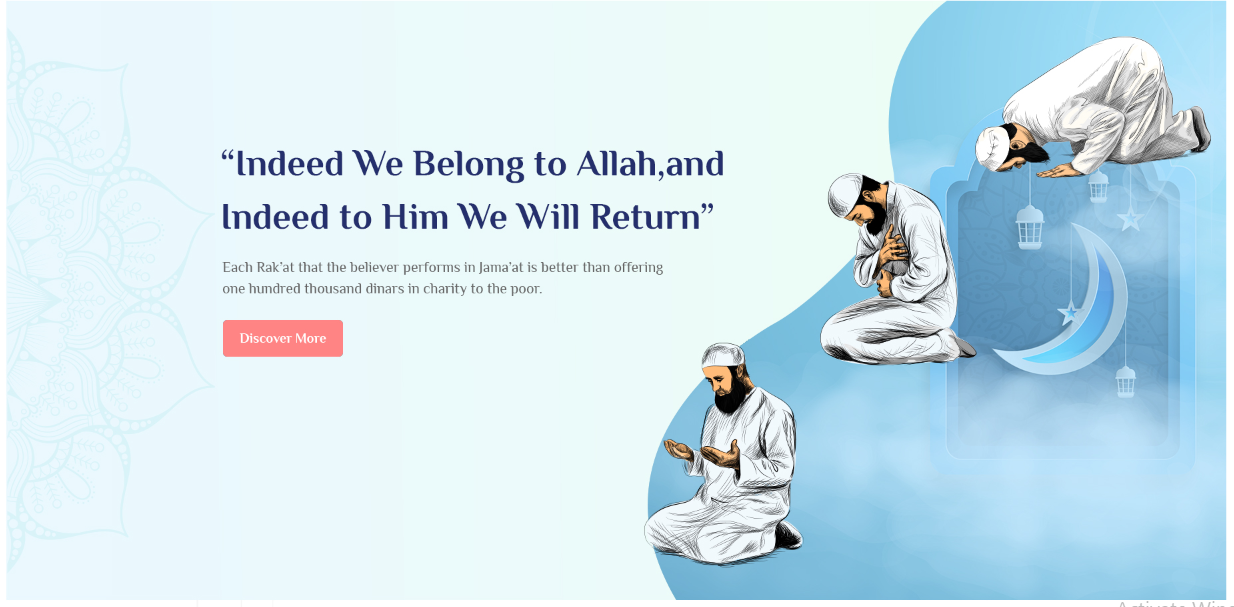 “Indeed We Belong to Allah,and
Indeed to Him We Will Return”
Each Rak’at that the believer performs in Jama’at is better than offering
one hundred thousand dinars in charity to the poor.
Discover More